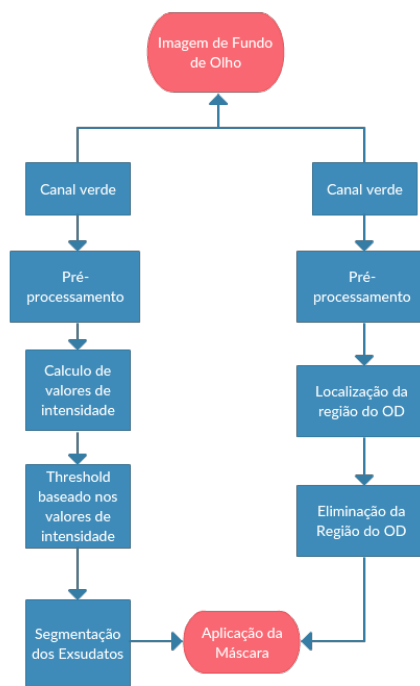 Imagem de Fundo
de Olho
Canal verde
Canal verde
Pré-
processamento
Pré-
processamento
Calculo de
valores de
intensidade
Localização da
região do OD
Threshold
baseado nos
valores de
intensidade
Eliminação da
Região do OD
Segmentação
dos Exsudatos
Aplicação da
Máscara